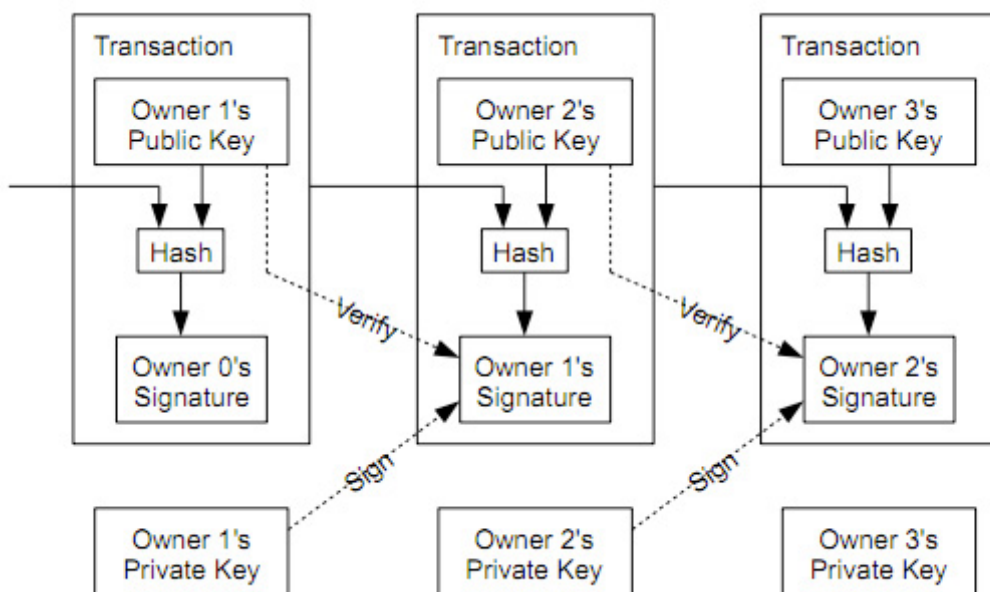 Transaction
Transaction
Transaction
Owner 1's
Public Key
Owner 2's
Public Key
Owner 3's
Public Key
Hash
Hash
Hash
Verify
Verify
Owner 0's
Signature
Owner 1's
Signature
Owner 2's
Signature
Sign
Sign
Owner 1's
Private Key
Owner 2's
Private Key
Owner 3's
Private Key